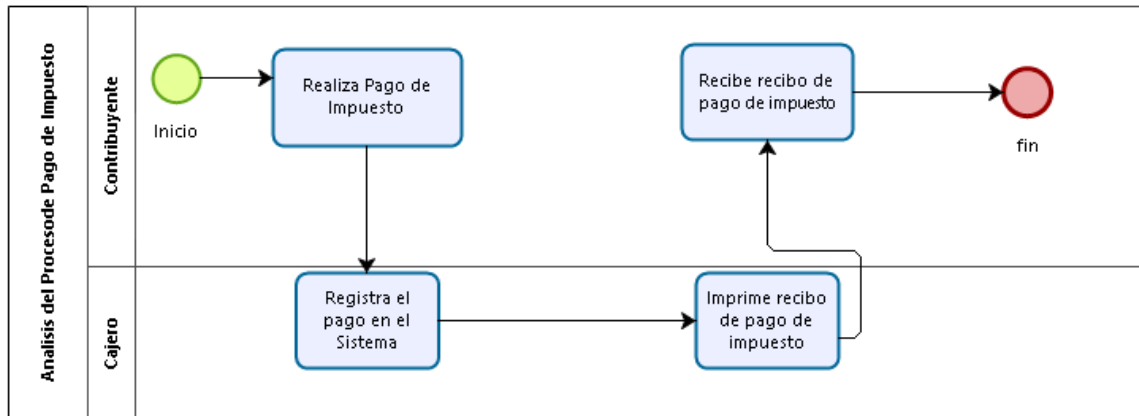 Analisis del Procesode Pago de Impuesto
Contribuyente
Inicio
Realiza Pago de
Impuesto
Recibe recibo de
pago de impuesto
fin
Cajero
Registra el
pago en el
Sistema
Imprime recibo
de pago de
impuesto